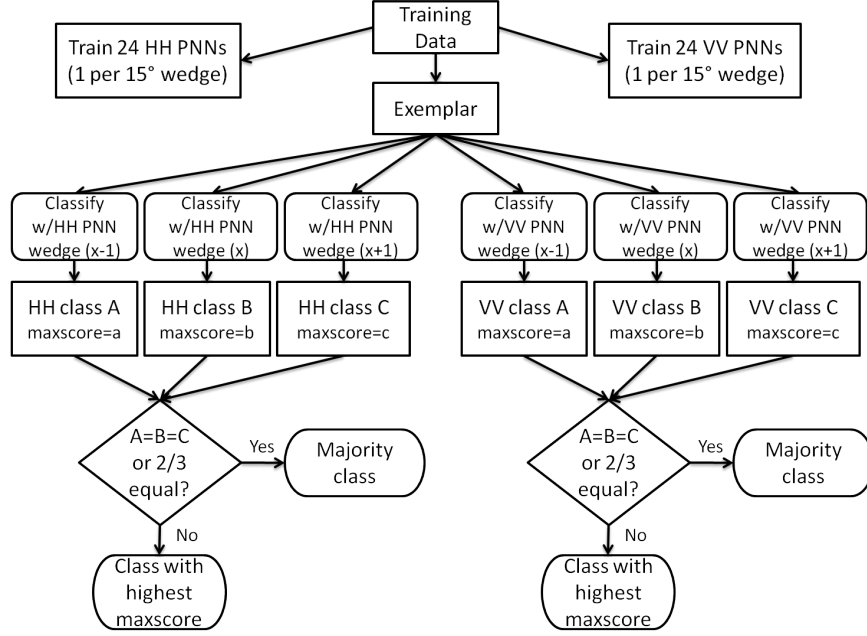 Training
Data
Train 24 HH PNNs
(1 per 15° wedge)
Train 24 VV PNNs
(1 per 15° wedge)
Exemplar
Classify
w/HH PNN
wedge (x-1)
Classify
w/HH PNN
wedge (x)
Classify
w/HH PNN
wedge (x+1)
Classify
w/VV PNN
wedge (x-1)
Classify
w/VV PNN
wedge (x)
Classify
w/VV PNN
wedge (x+1)
HH class A
maxscore=a
HH class B
maxscore=b
HH class C
maxscore=c
VV class A
maxscore=a
VV class B
maxscore=b
VV class C
maxscore=c
A=B=C
or 2/3
equal?
Yes
Majority
class
No
Class with
highest
maxscore
A=B=C
or 2/3
equal?
Yes
Majority
class
No
Class with
highest
maxscore